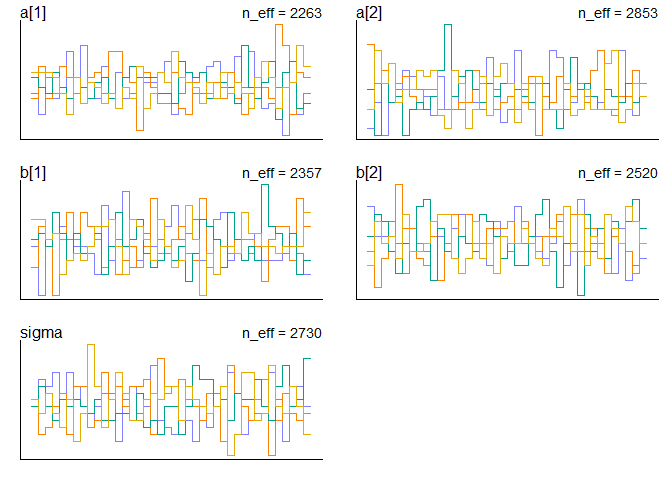 a[1] n_eff = 2263
a[2] n_eff = 2853
b[1] n_eff = 2357
b[2] n_eff = 2520
sigma n_eff = 2730